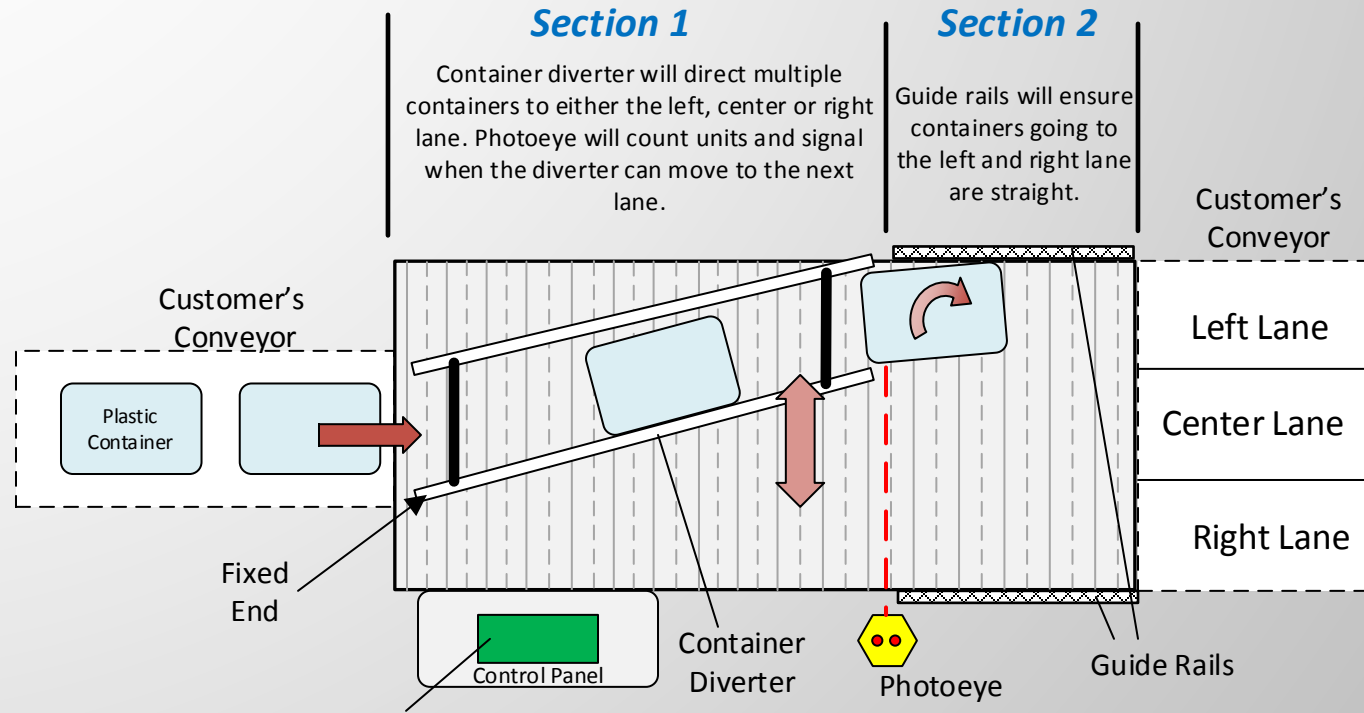 Section 1
Container diverter will direct multiple
containers to either the left, center or right
lane. Photoeye will count units and signal
when the diverter can move to the next
lane.
Section 2
Guide rails will ensure
containers going to
the left and right lane
are straight.
Customer's
Conveyor
Customer's
Conveyor
Plastic
Container
Left Lane
Center Lane
Right Lane
Fixed
End
Control Panel
Container
Diverter
Photoeye
Guide Rails